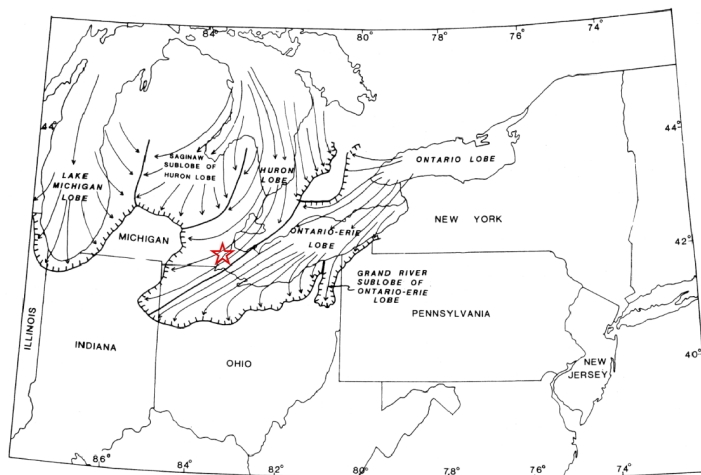 84°
80°
76°
74°
44°
44°
SAGINAW
SUBLOBE OF
HURON LOBE
HURON
LOBE
ONTARIO LOBE
LAKE
MICHIGAN
LOBE
NEW YORK
MICHIGAN
ONTARIO-ERIE
LOBE
42°
GRAND RIVER
SUBLOBE OF
ONTARIO-ERIE
LOBE
PENNSYLVANIA
ILLINOIS
INDIANA
OHIO
NEW
JERSEY
40°
86°
84°
82°
80°
78°
76°
74°